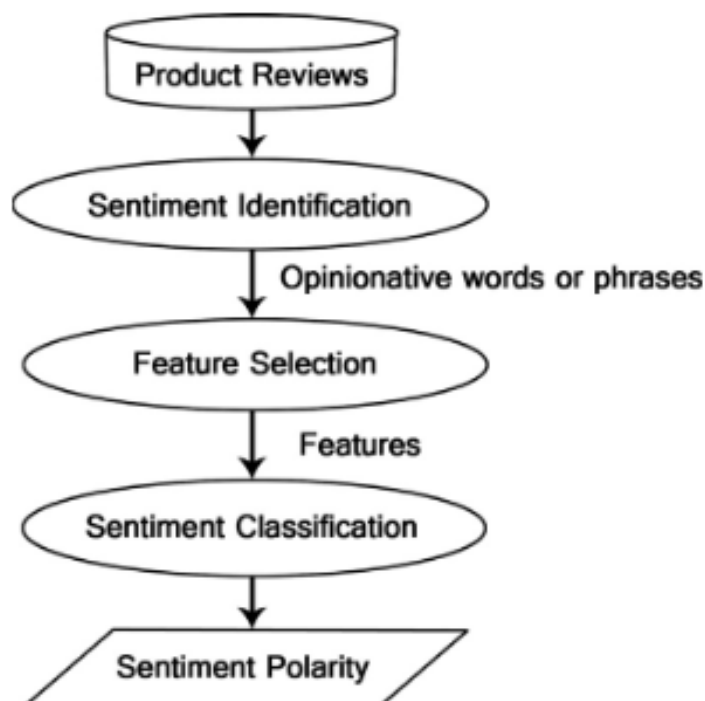 Product Reviews
Sentiment Identification
Opinionative words or phrases
Feature Selection
Features
Sentiment Classification
Sentiment Polarity